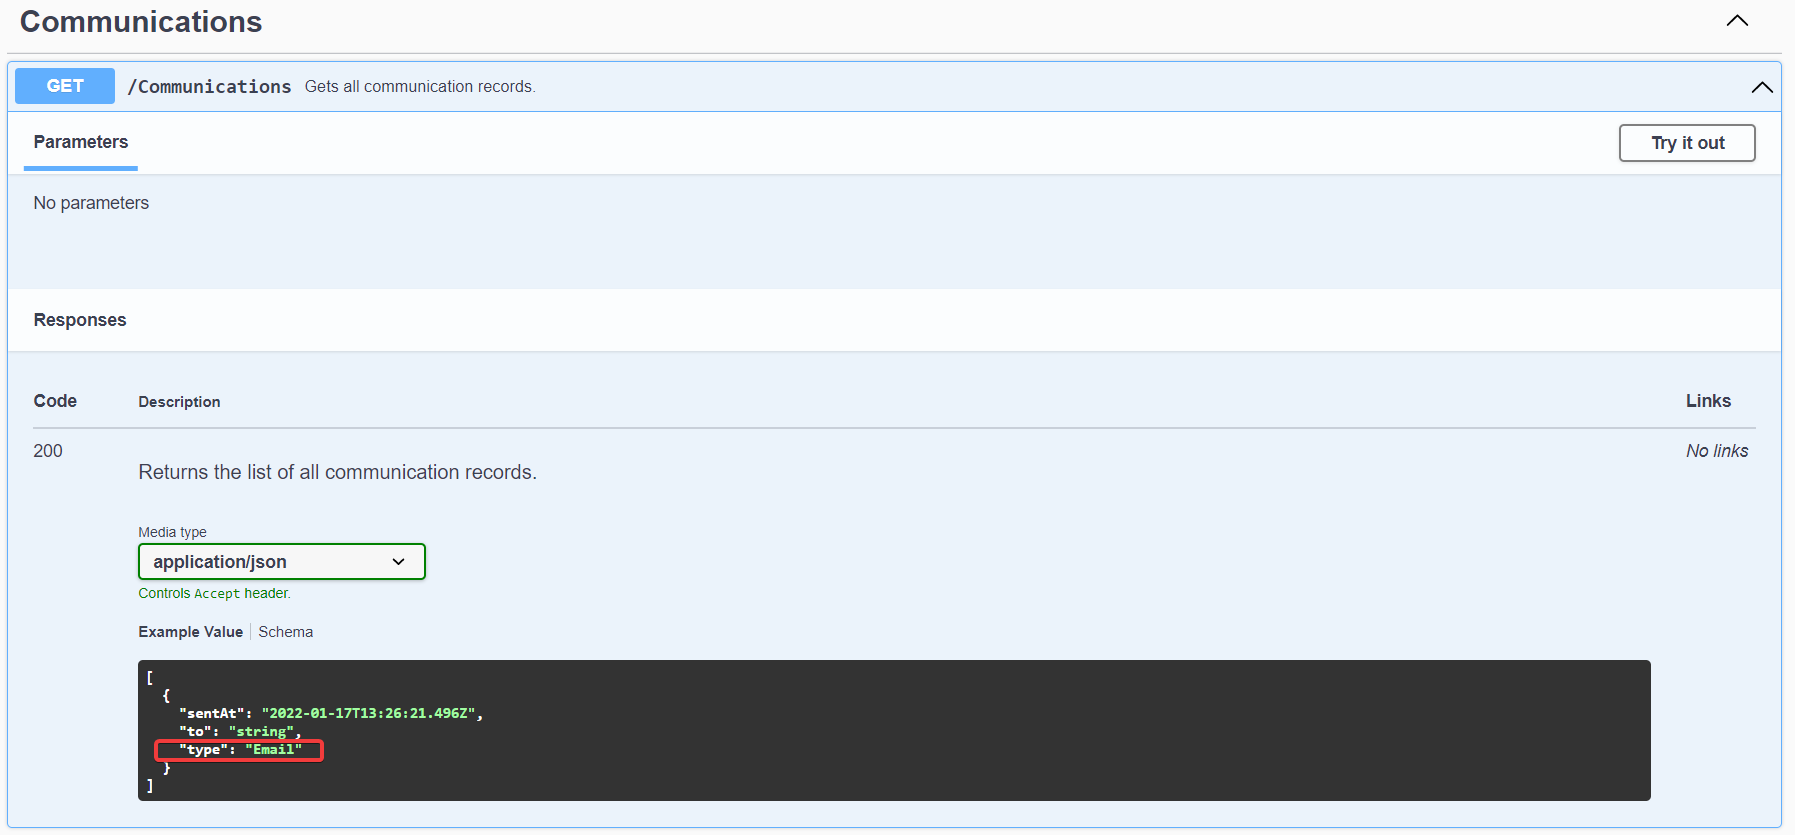 Communications
GET /Communications Gets all communication records.
Parameters
Try it out
No parameters
Responses
Code Description Links
200 No links
Returns the list of all communication records.
Media type
application/json
Controls Accept header.
Example Value | Schema
[
  {
    "sentAt": "2022-01-17T13:26:21.496Z",
    "to": "string",
    "type": "Email"
  }
]